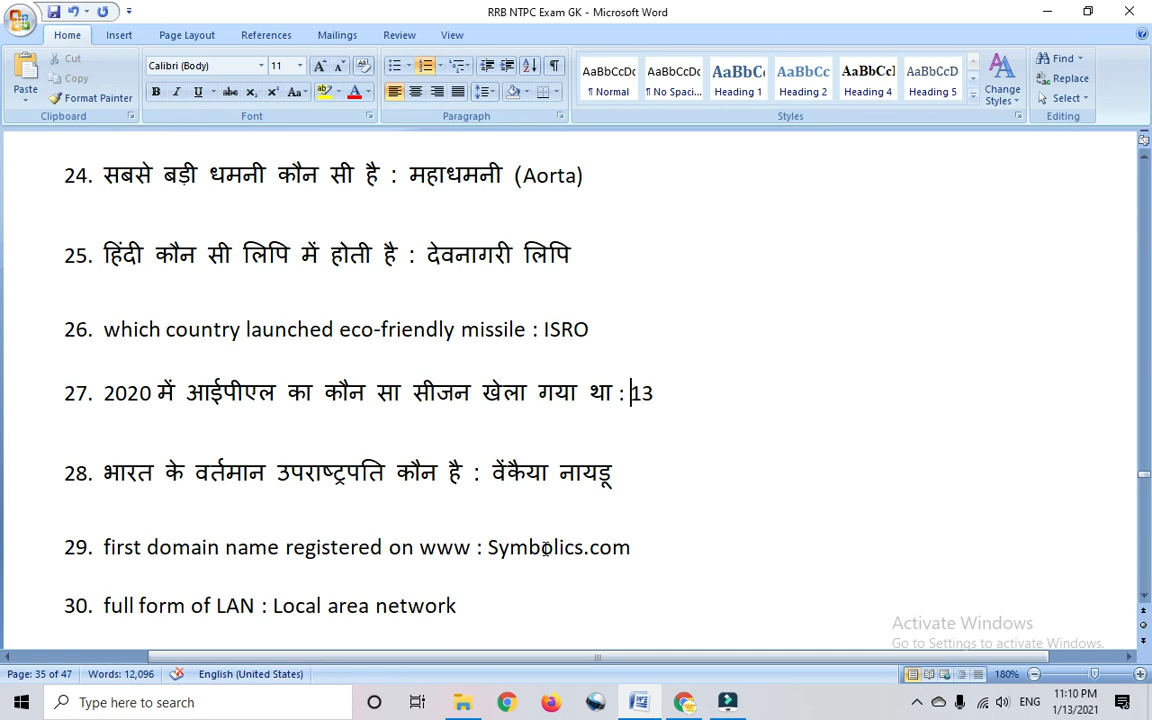 RRB NTPC Exam GK - Microsoft Word
Home Insert Page Layout References Mailings Review View
Paste
Cut
Copy
Format Painter
Clipboard
Calibri (Body) 11
Font
Paragraph
AaBbCcDc AaBbCcDc AaBbC AaBbCc AaBbCcI AaBbCcD
¶ Normal ¶ No Spaci... Heading 1 Heading 2 Heading 4 Heading 5
Change Styles
Styles
Find
Replace
Select
Editing
24. सबसे बड़ी धमनी कौन सी है : महाधमनी (Aorta)
25. हिंदी कौन सी लिपि में होती है : देवनागरी लिपि
26. which country launched eco-friendly missile : ISRO
27. 2020 में आईपीएल का कौन सा सीजन खेला गया था : 13
28. भारत के वर्तमान उपराष्ट्रपति कौन है : वेंकैया नायडू
29. first domain name registered on www : Symbolics.com
30. full form of LAN : Local area network
Activate Windows
Go to Settings to activate Windows.
Page: 35 of 47 Words: 12,096 English (United States) 180%
Type here to search
ENG
11:10 PM
1/13/2021